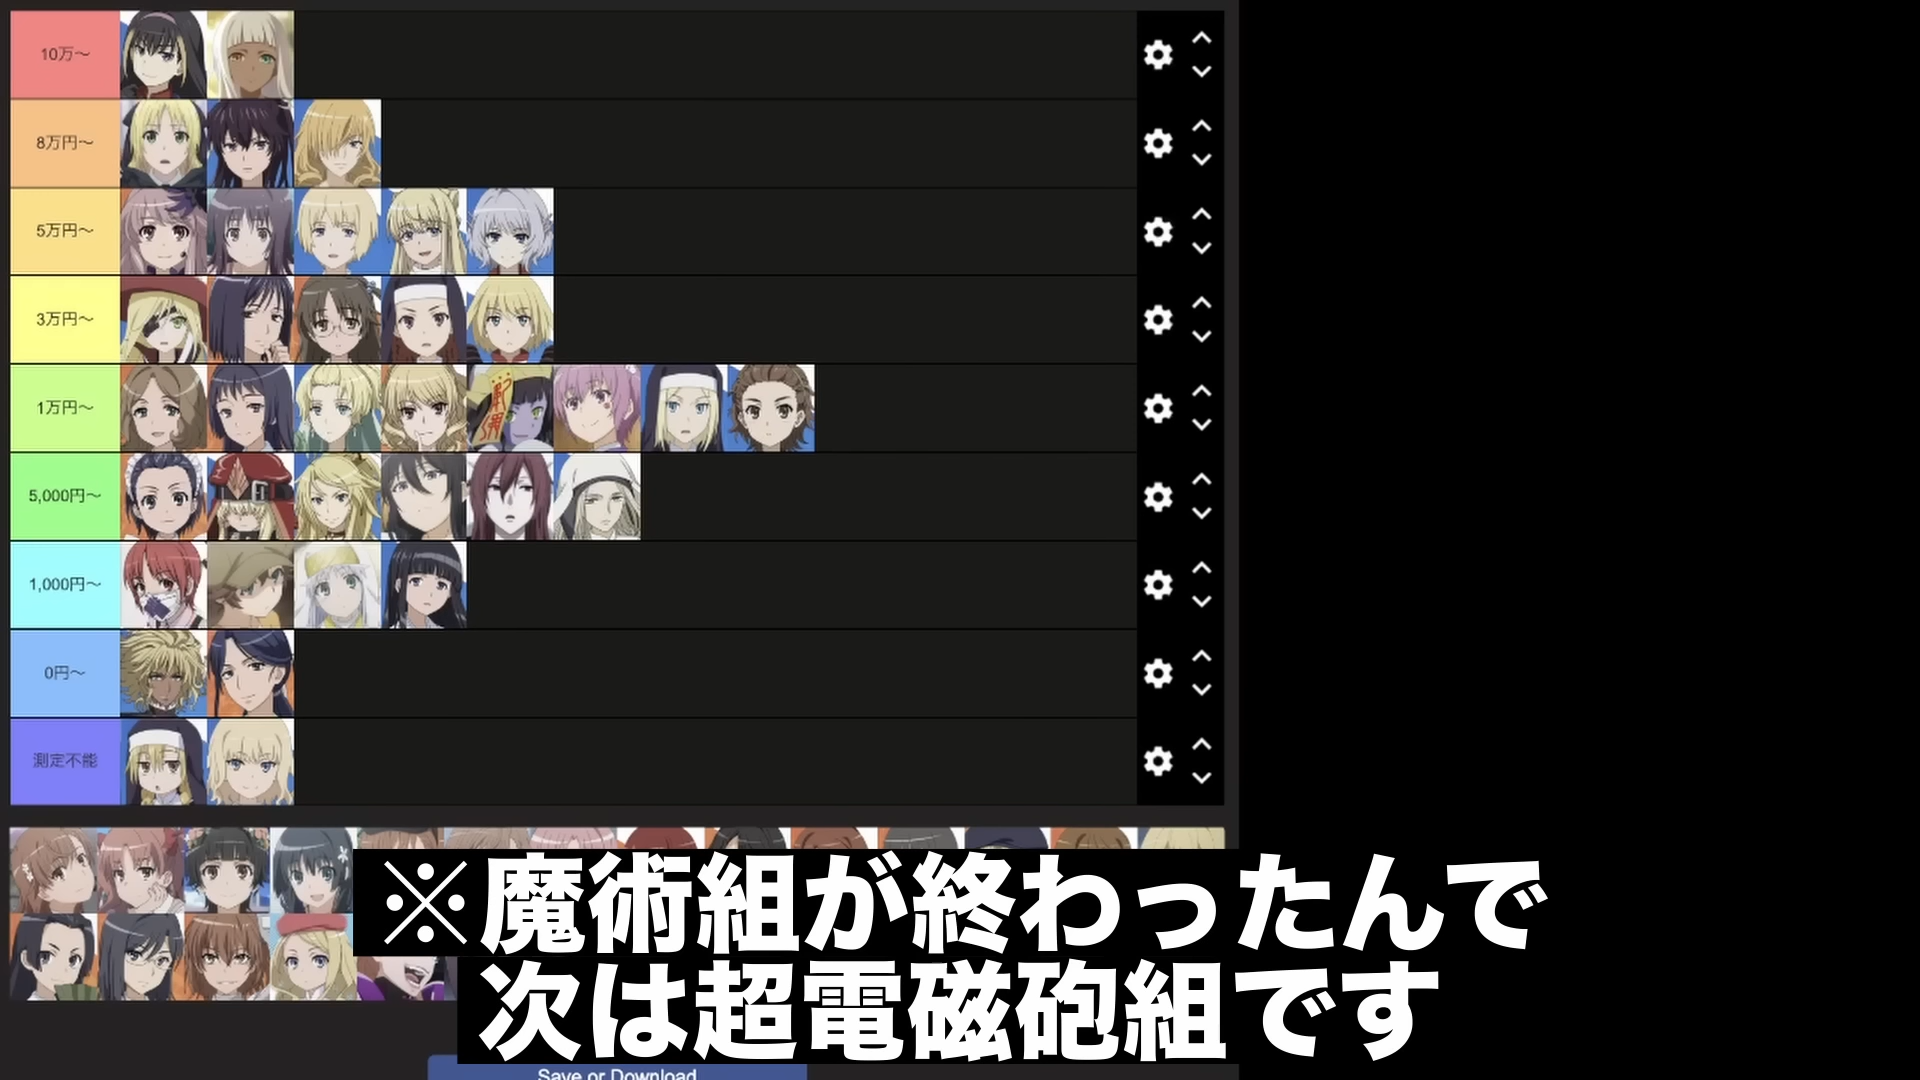 10万～
8万円～
5万円～
3万円～
1万円～
5,000円～
1,000円～
0円～
測定不能
※魔術組が終わったんで
次は超電磁砲組です
Save or Download